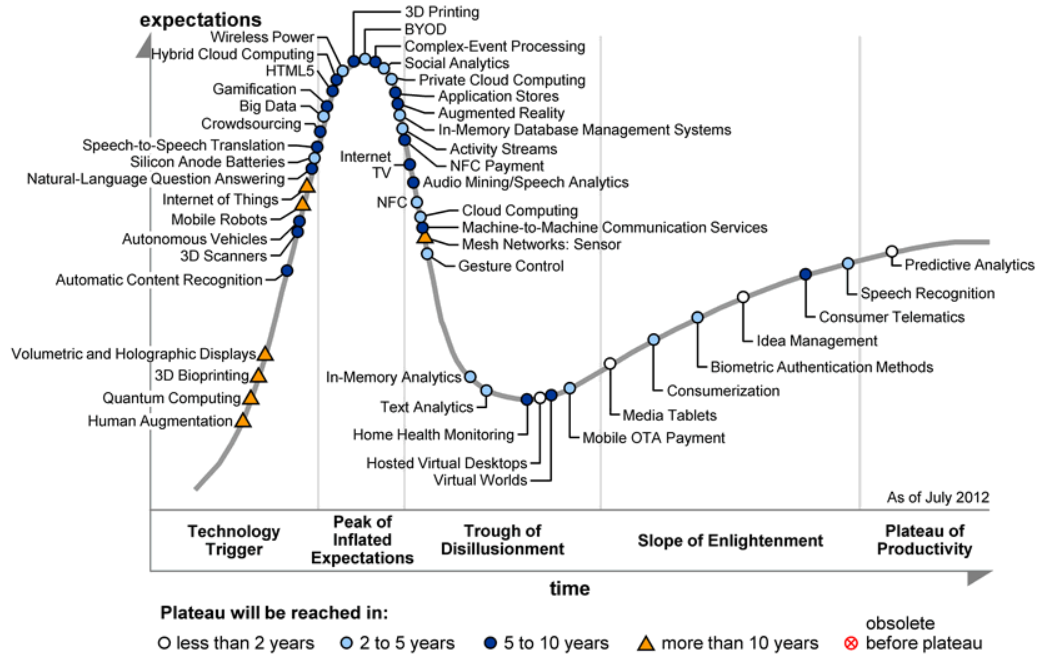 expectations
3D Printing
BYOD
Wireless Power
Complex-Event Processing
Hybrid Cloud Computing
Social Analytics
HTML5
Private Cloud Computing
Gamification
Application Stores
Big Data
Augmented Reality
Crowdsourcing
In-Memory Database Management Systems
Speech-to-Speech Translation
Activity Streams
Silicon Anode Batteries
NFC Payment
Internet
TV
Natural-Language Question Answering
Audio Mining/Speech Analytics
Internet of Things
NFC
Cloud Computing
Mobile Robots
Machine-to-Machine Communication Services
Autonomous Vehicles
Mesh Networks: Sensor
3D Scanners
Gesture Control
Predictive Analytics
Automatic Content Recognition
Speech Recognition
Consumer Telematics
Idea Management
Volumetric and Holographic Displays
Biometric Authentication Methods
3D Bioprinting
In-Memory Analytics
Consumerization
Quantum Computing
Text Analytics
Media Tablets
Human Augmentation
Home Health Monitoring
Mobile OTA Payment
Hosted Virtual Desktops
Virtual Worlds
As of July 2012
Technology
Trigger
Peak of
Inflated
Expectations
Trough of
Disillusionment
Slope of Enlightenment
Plateau of
Productivity
time
Plateau will be reached in:
less than 2 years
2 to 5 years
5 to 10 years
more than 10 years
obsolete
before plateau